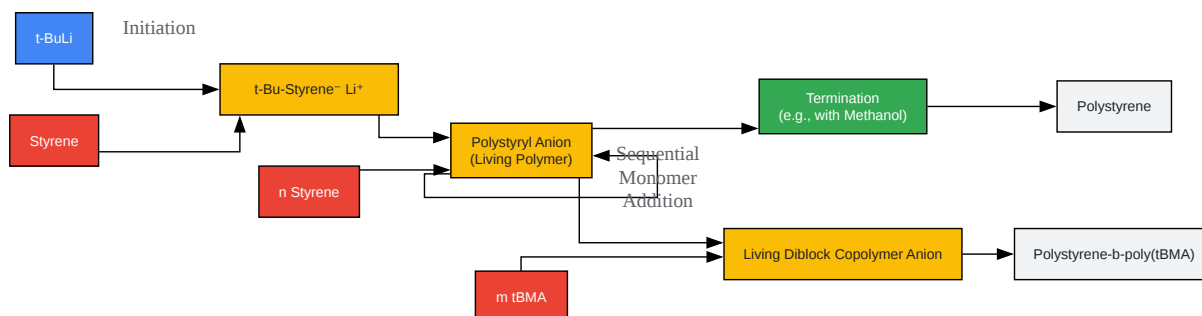 Initiation
t-BuLi
t-Bu-Styrene⁻ Li⁺
Styrene
Termination
(e.g., with Methanol)
Polystyrene
Polystyryl Anion
(Living Polymer)
Sequential
Monomer
Addition
n Styrene
Living Diblock Copolymer Anion
Polystyrene-b-poly(tBMA)
m tBMA